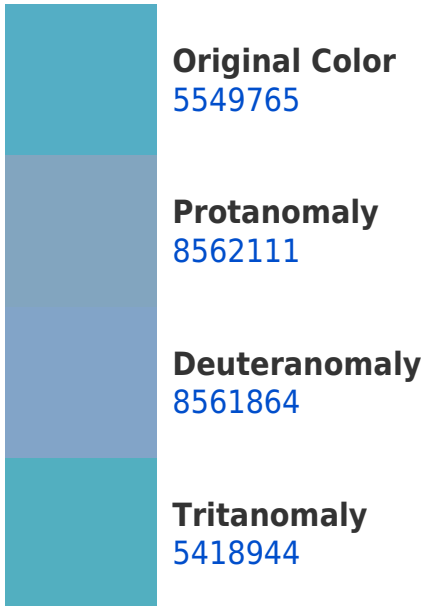 Original Color
5549765
Protanomaly
8562111
Deuteranomaly
8561864
Tritanomaly
5418944